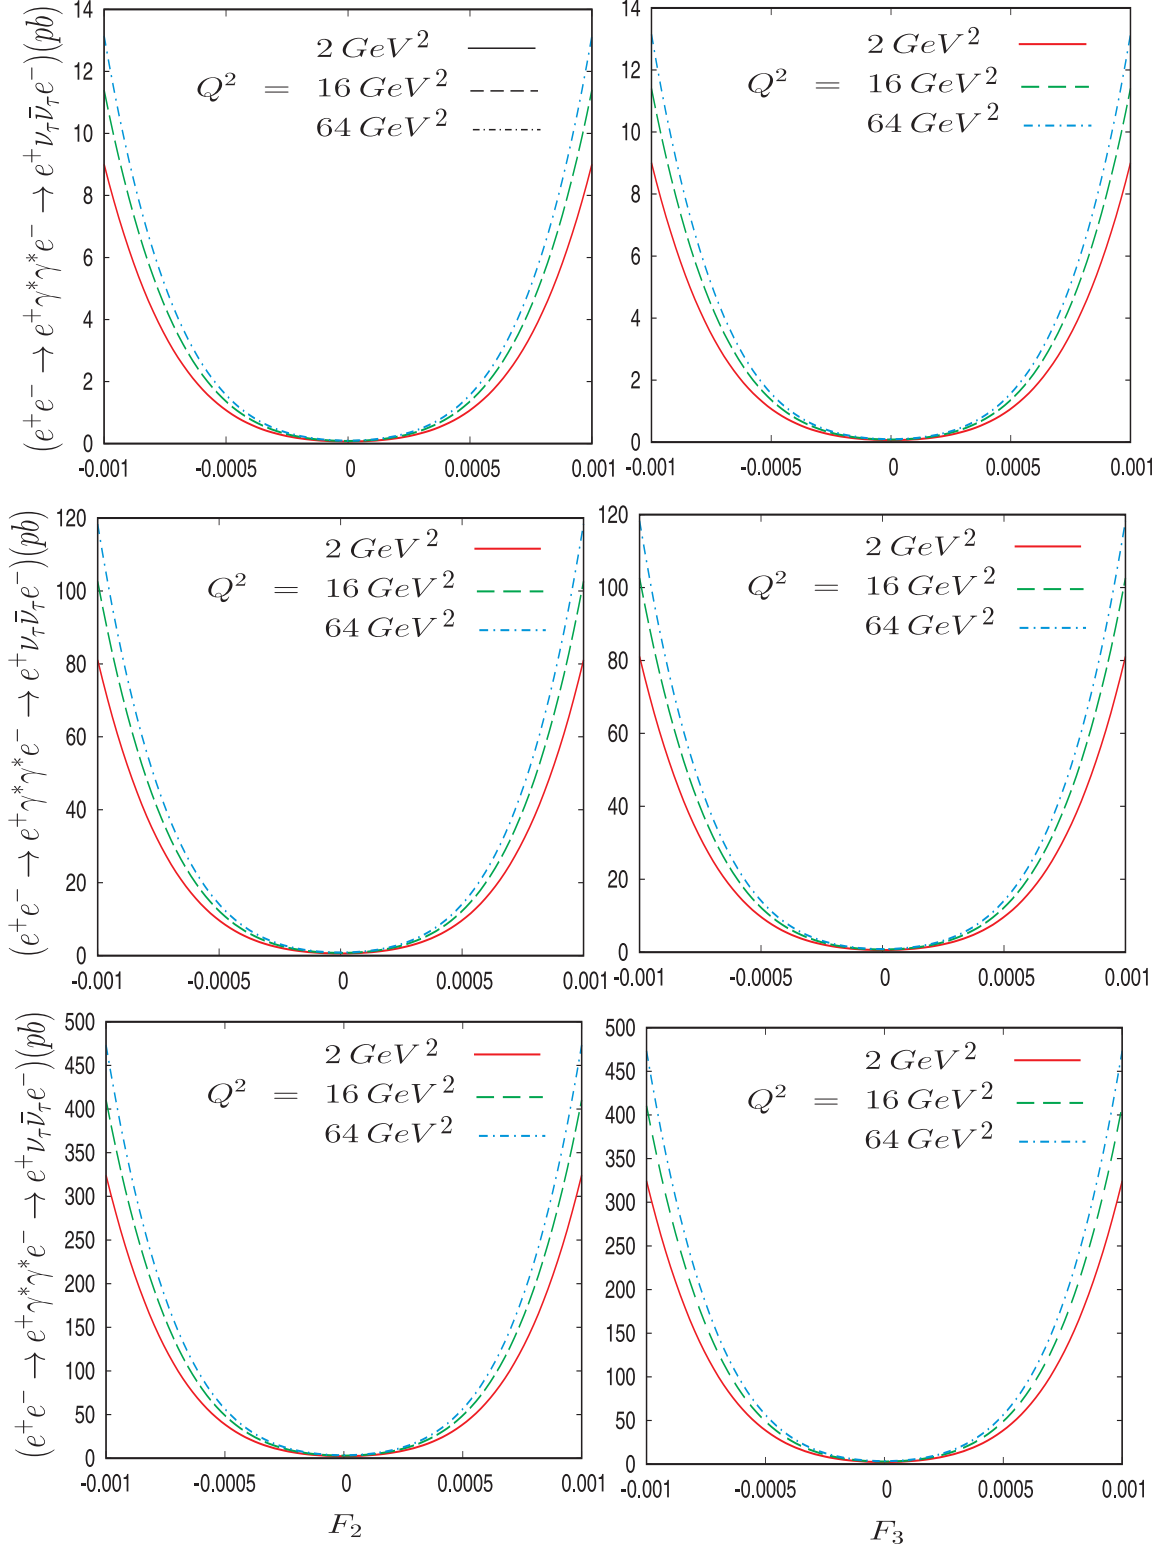 (e⁺e⁻ → e⁺γ*γ*e⁻ → e⁺ν_τν̄_τe⁻)(pb)
14
12
10
8
6
4
2
0
2 GeV²
Q² = 16 GeV²
64 GeV²
-0.001 -0.0005 0 0.0005 0.001
14
12
10
8
6
4
2
0
2 GeV²
Q² = 16 GeV²
64 GeV²
-0.001 -0.0005 0 0.0005 0.001
(e⁺e⁻ → e⁺γ*γ*e⁻ → e⁺ν_τν̄_τe⁻)(pb)
120
100
80
60
40
20
0
2 GeV²
Q² = 16 GeV²
64 GeV²
-0.001 -0.0005 0 0.0005 0.001
120
100
80
60
40
20
0
2 GeV²
Q² = 16 GeV²
64 GeV²
-0.001 -0.0005 0 0.0005 0.001
(e⁺e⁻ → e⁺γ*γ*e⁻ → e⁺ν_τν̄_τe⁻)(pb)
500
450
400
350
300
250
200
150
100
50
0
2 GeV²
Q² = 16 GeV²
64 GeV²
-0.001 -0.0005 0 0.0005 0.001
F₂
500
450
400
350
300
250
200
150
100
50
0
2 GeV²
Q² = 16 GeV²
64 GeV²
-0.001 -0.0005 0 0.0005 0.001
F₃